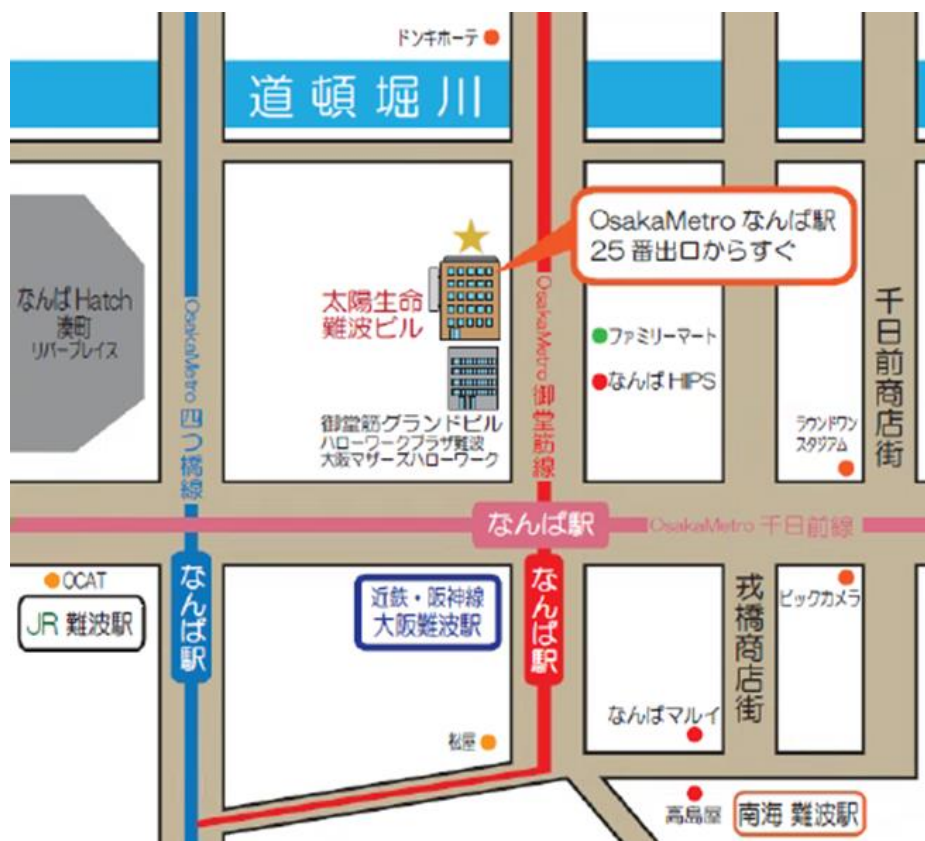 ドンキホーテ
道頓堀川
OsakaMetro なんば駅
25 番出口からすぐ
なんば Hatch
湊町
リバープレイス
太陽生命
難波ビル
OsakaMetro 四つ橋線
OsakaMetro 御堂筋線
ファミリーマート
なんば HIPS
千日前商店街
御堂筋グランドビル
ハローワークプラザ難波
大阪マザーズハローワーク
ラウンドワン
スタジアム
なんば駅
OsakaMetro 千日前線
OCAT
JR 難波駅
なんば駅
近鉄・阪神線
大阪難波駅
なんば駅
戎橋商店街
ビックカメラ
なんばマルイ
松屋
高島屋
南海 難波駅